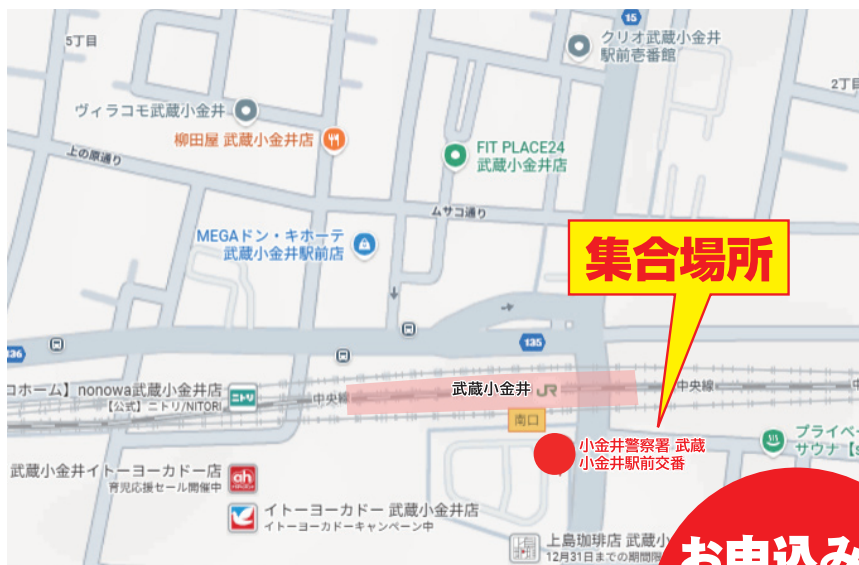 15
クリオ武蔵小金井
駅前壱番館
5丁目
2丁目
ヴィラコモ武蔵小金井
柳田屋 武蔵小金井店
上の原通り
FIT PLACE24
武蔵小金井店
ムサコ通り
MEGAドン・キホーテ
武蔵小金井駅前店
集合場所
135
コホーム】nonowa武蔵小金井店
【公式】ニトリ/NITORI
ニトリ
中央線
武蔵小金井 JR
中央線
南口
小金井警察署 武蔵
小金井駅前交番
プライベ
サウナ【s
武蔵小金井イトーヨーカドー店
育児応援セール開催中
ah
イトーヨーカドー 武蔵小金井店
イトーヨーカドーキャンペーン中
上島珈琲店 武蔵小
12月31日までの期間限
お申込み